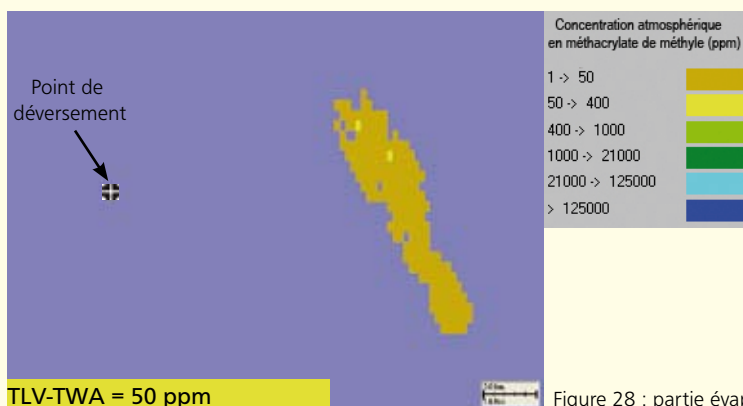 Point de
déversement
Concentration atmosphérique
en méthacrylate de méthyle (ppm)
1 -> 50
50 -> 400
400 -> 1000
1000 -> 21000
21000 -> 125000
> 125000
TLV-TWA = 50 ppm
Figure 28 : partie éva